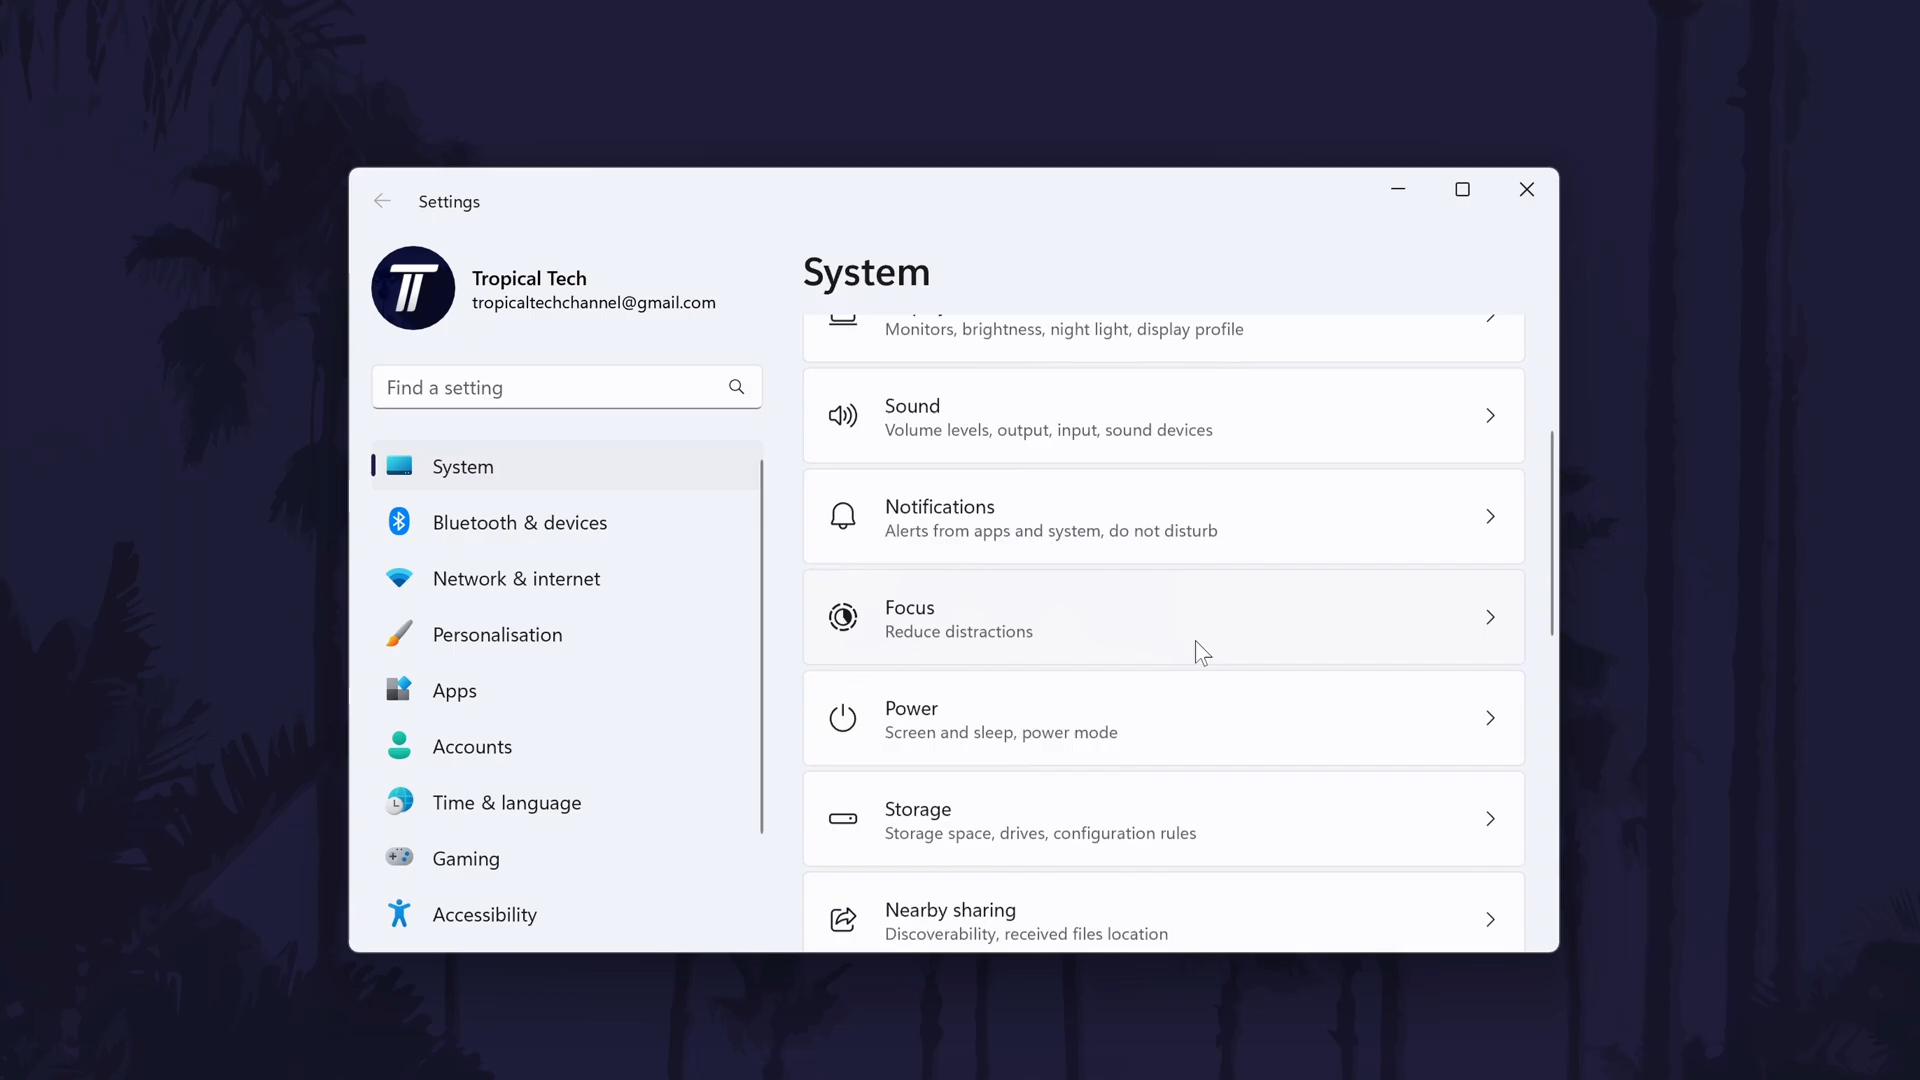 Settings
Tropical Tech
tropicaltechchannel@gmail.com
Find a setting
System
Bluetooth & devices
Network & internet
Personalisation
Apps
Accounts
Time & language
Gaming
Accessibility
System
Monitors, brightness, night light, display profile
Sound
Volume levels, output, input, sound devices
Notifications
Alerts from apps and system, do not disturb
Focus
Reduce distractions
Power
Screen and sleep, power mode
Storage
Storage space, drives, configuration rules
Nearby sharing
Discoverability, received files location